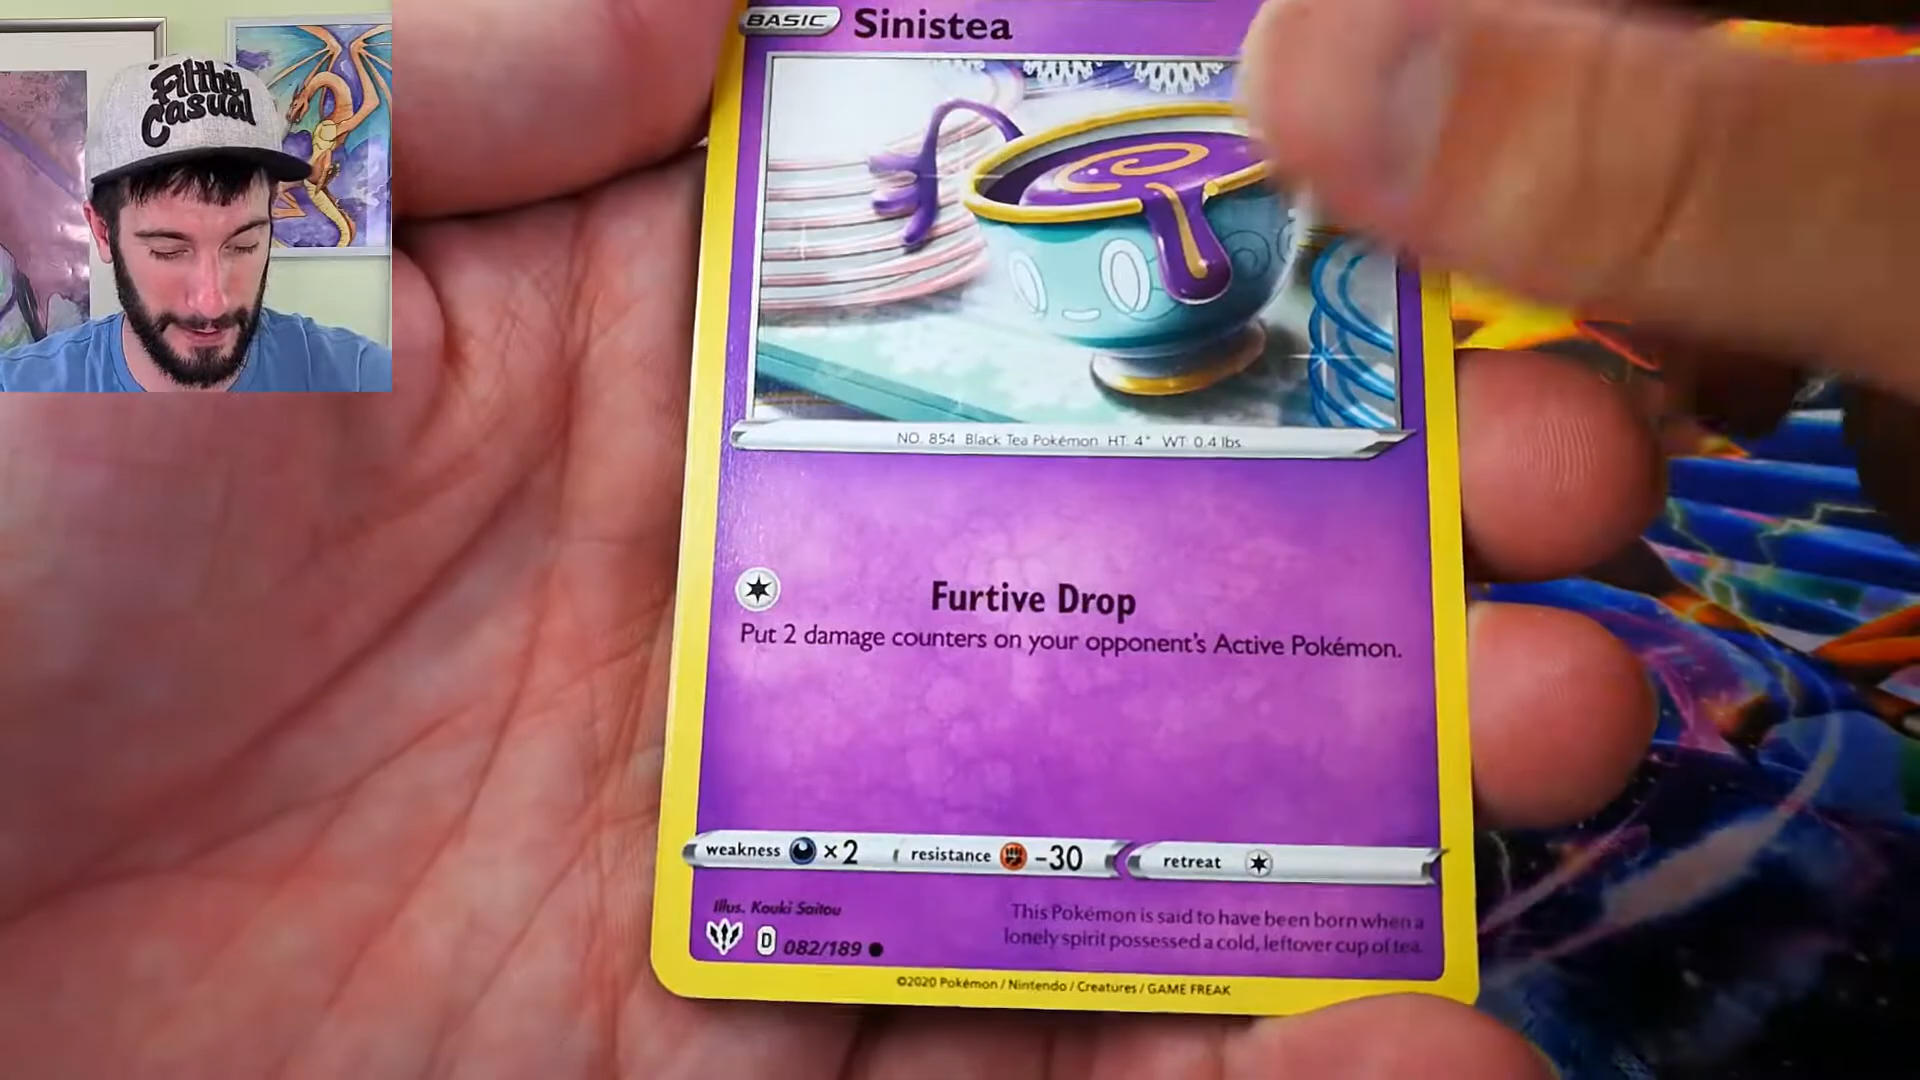 Filthy
Casual
BASIC Sinistea
NO. 854 Black Tea Pokémon HT: 4" WT: 0.4 lbs.
Furtive Drop
Put 2 damage counters on your opponent's Active Pokémon.
weakness ×2 resistance -30 retreat
Illus. Kouki Saitou
D 082/189
This Pokémon is said to have been born when a
lonely spirit possessed a cold, leftover cup of tea.
©2020 Pokémon / Nintendo / Creatures / GAME FREAK